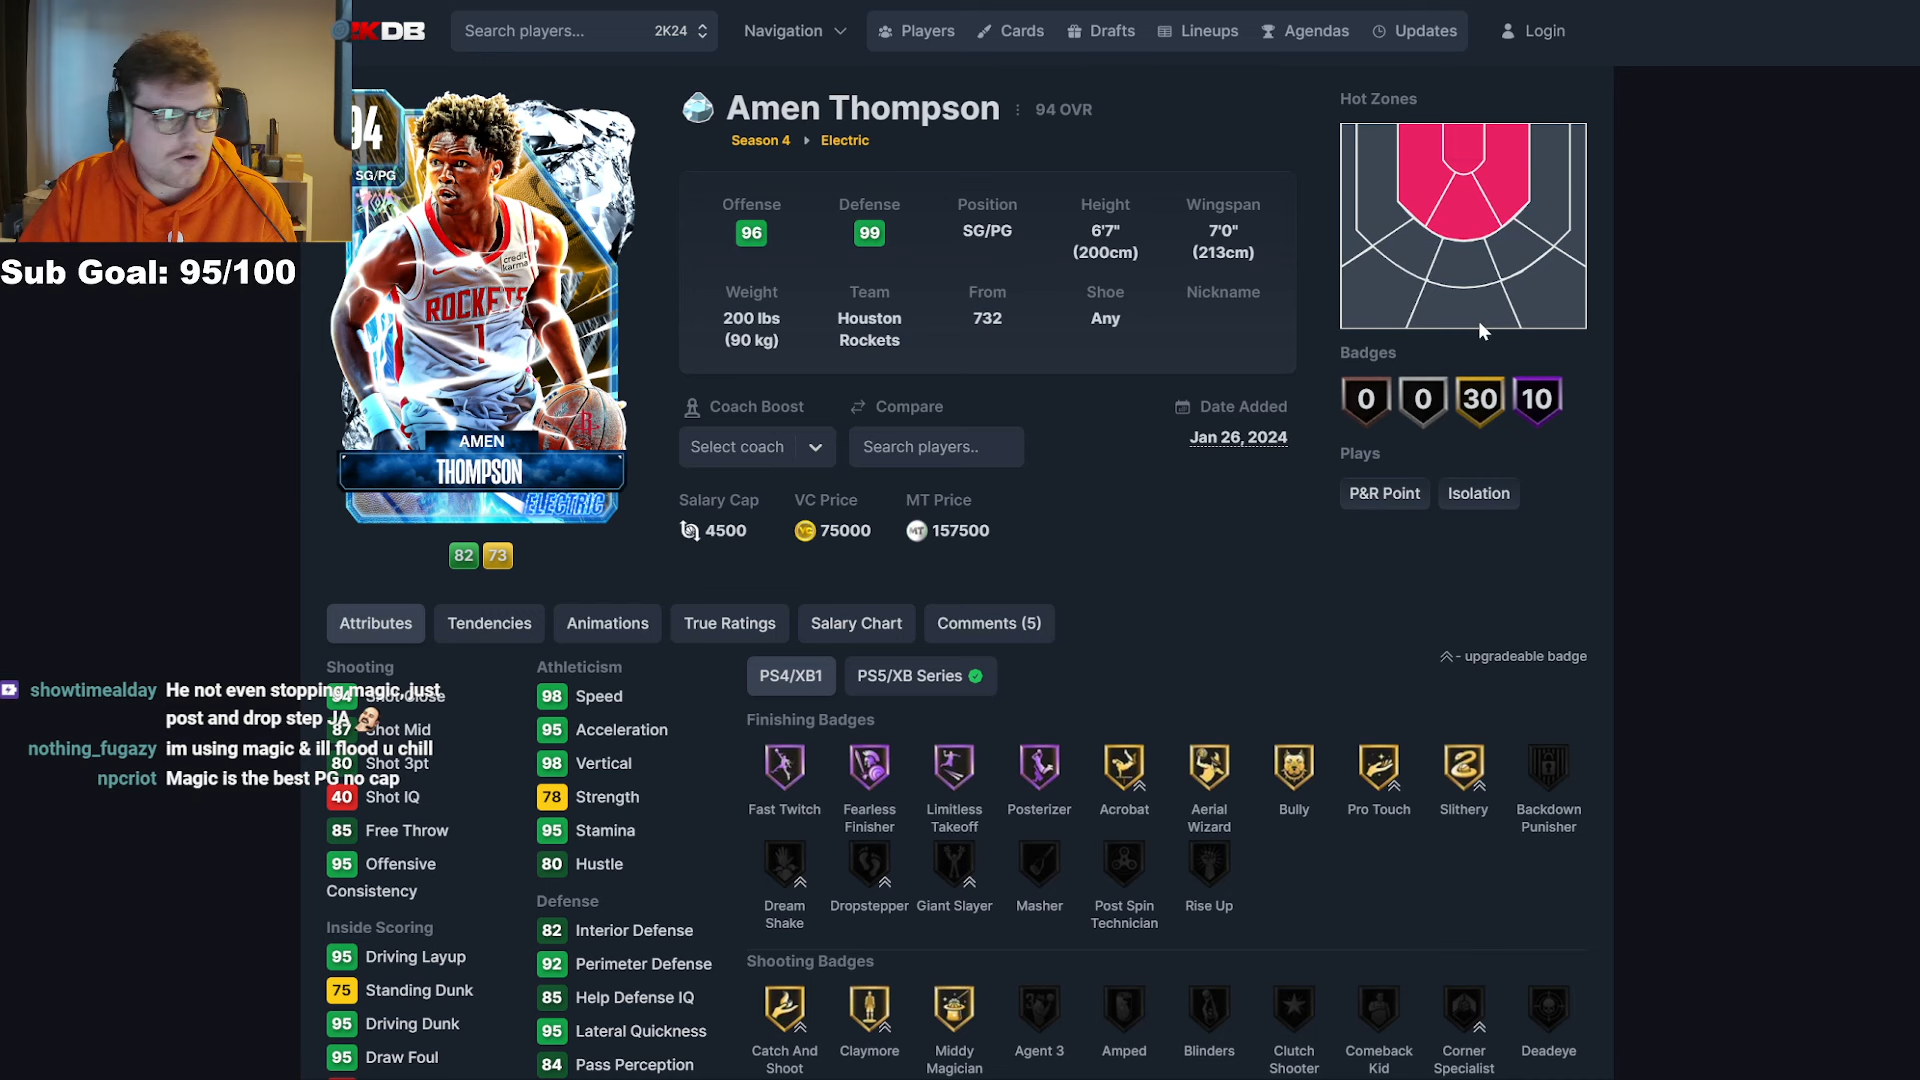 2KDB
Search players...
2K24
Navigation
Players
Cards
Drafts
Lineups
Agendas
Updates
Login
94
SG/PG
credit karma
ROCKETS
1
AMEN
THOMPSON
ELECTRIC
82 73
Sub Goal: 95/100
Amen Thompson : 94 OVR
Season 4 Electric
Offense
96
Defense
99
Position
SG/PG
Height
6'7"
(200cm)
Wingspan
7'0"
(213cm)
Weight
200 lbs
(90 kg)
Team
Houston
Rockets
From
732
Shoe
Any
Nickname
Coach Boost
Select coach
Compare
Search players..
Date Added
Jan 26, 2024
Salary Cap
4500
VC Price
75000
MT Price
MT 157500
Hot Zones
Badges
0 0 30 10
Plays
P&R Point
Isolation
Attributes
Tendencies
Animations
True Ratings
Salary Chart
Comments (5)
- upgradeable badge
showtimealday He not even stopping magic, just
post and drop step JA
nothing_fugazy im using magic & ill flood u chill
npcriot Magic is the best PG no cap
Shooting
94 Shot Close
87 Shot Mid
80 Shot 3pt
40 Shot IQ
85 Free Throw
95 Offensive
Consistency
Inside Scoring
95 Driving Layup
75 Standing Dunk
95 Driving Dunk
95 Draw Foul
Athleticism
98 Speed
95 Acceleration
98 Vertical
78 Strength
95 Stamina
80 Hustle
Defense
82 Interior Defense
92 Perimeter Defense
85 Help Defense IQ
95 Lateral Quickness
84 Pass Perception
PS4/XB1
PS5/XB Series
Finishing Badges
Fast Twitch
Fearless
Finisher
Limitless
Takeoff
Posterizer
Acrobat
Aerial
Wizard
Bully
Pro Touch
Slithery
Backdown
Punisher
Dream
Shake
Dropstepper
Giant Slayer
Masher
Post Spin
Technician
Rise Up
Shooting Badges
Catch And
Shoot
Claymore
Middy
Magician
Agent 3
Amped
Blinders
Clutch
Shooter
Comeback
Kid
Corner
Specialist
Deadeye